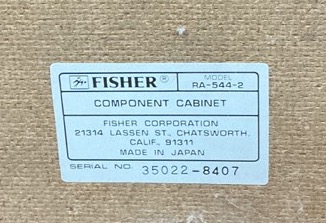 FISHER® MODEL RA-544-2
COMPONENT CABINET
FISHER CORPORATION
21314 LASSEN ST., CHATSWORTH,
CALIF., 91311
MADE IN JAPAN
SERIAL NO. 35022-8407